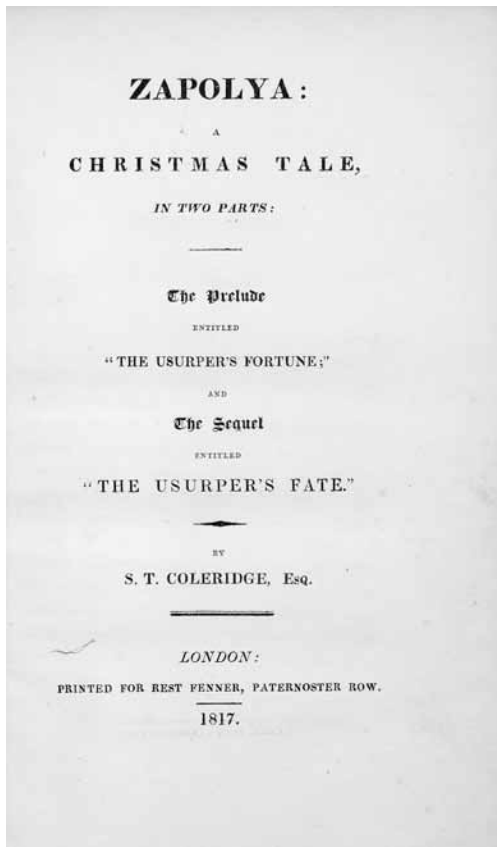 ZAPOLYA:
A
CHRISTMAS TALE,
IN TWO PARTS:
The Prelude
ENTITLED
"THE USURPER'S FORTUNE;"
AND
The Sequel
ENTITLED
"THE USURPER'S FATE."
BY
S. T. COLERIDGE, Esq.
LONDON:
PRINTED FOR REST FENNER, PATERNOSTER ROW.
1817.